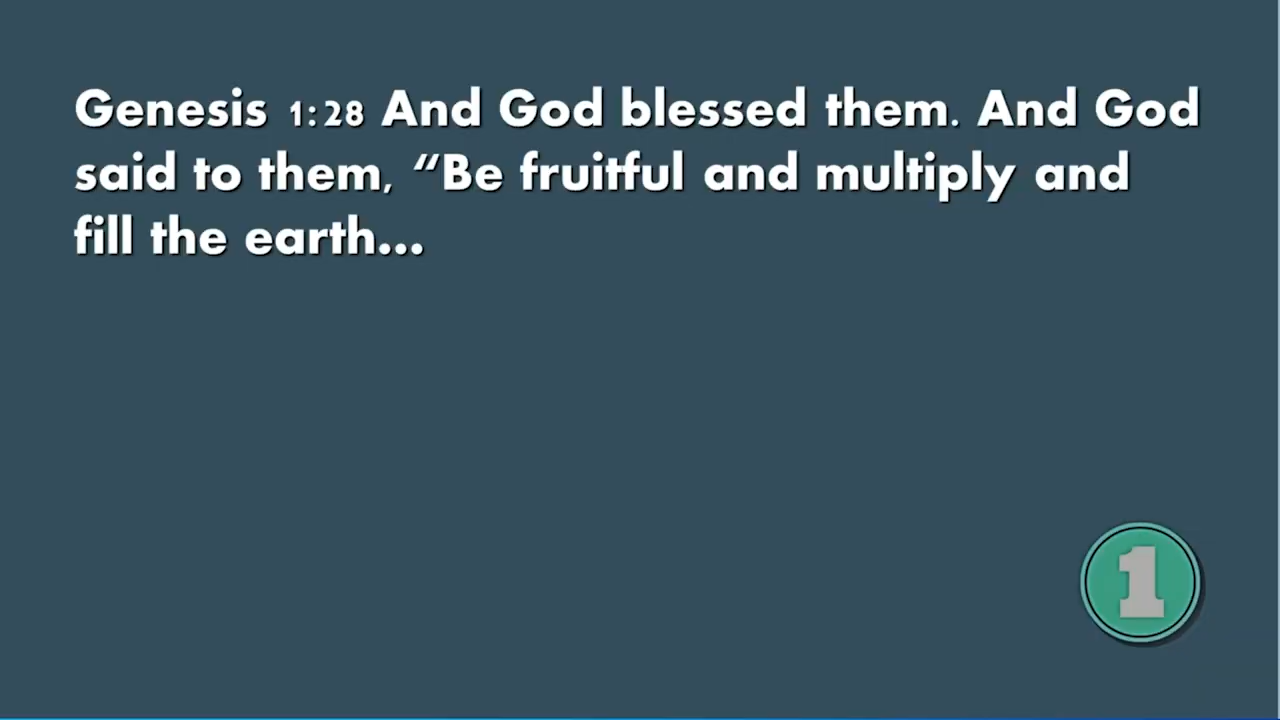 Genesis 1:28 And God blessed them. And God
said to them, “Be fruitful and multiply and
fill the earth...
1